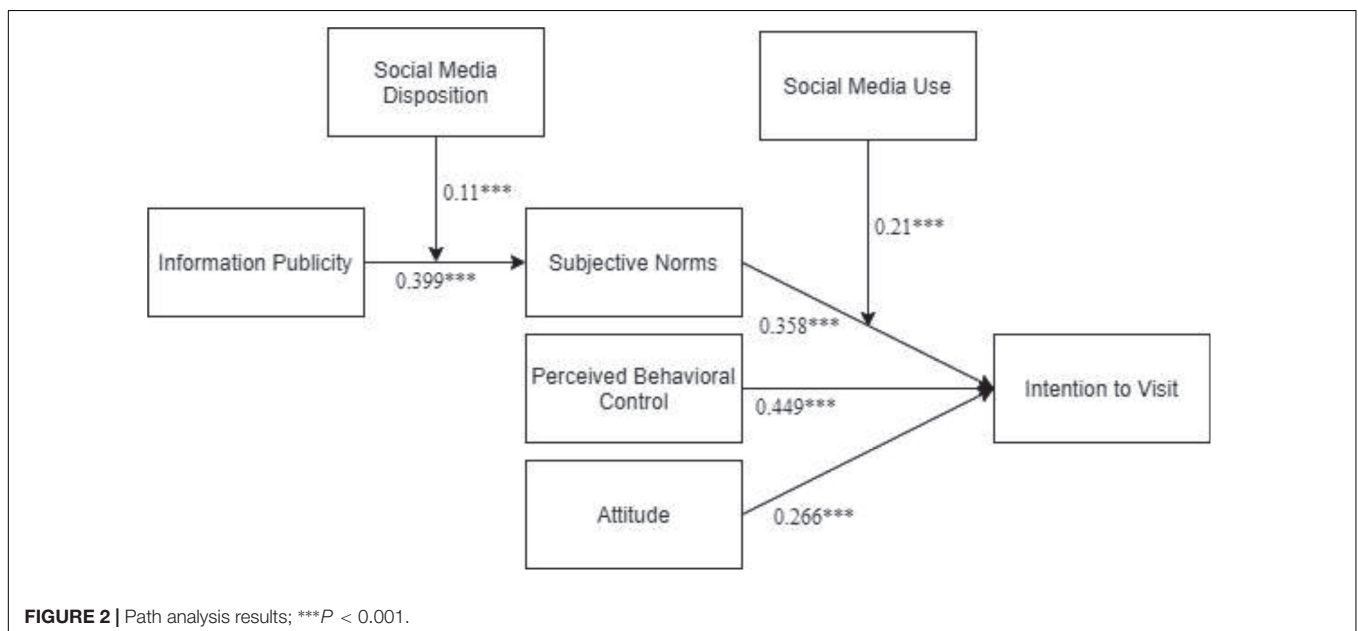 Social Media
Disposition
Social Media Use
0.11***
0.21***
Information Publicity
0.399***
Subjective Norms
0.358***
Perceived Behavioral
Control
0.449***
Intention to Visit
Attitude
0.266***
FIGURE 2 | Path analysis results; ***P < 0.001.